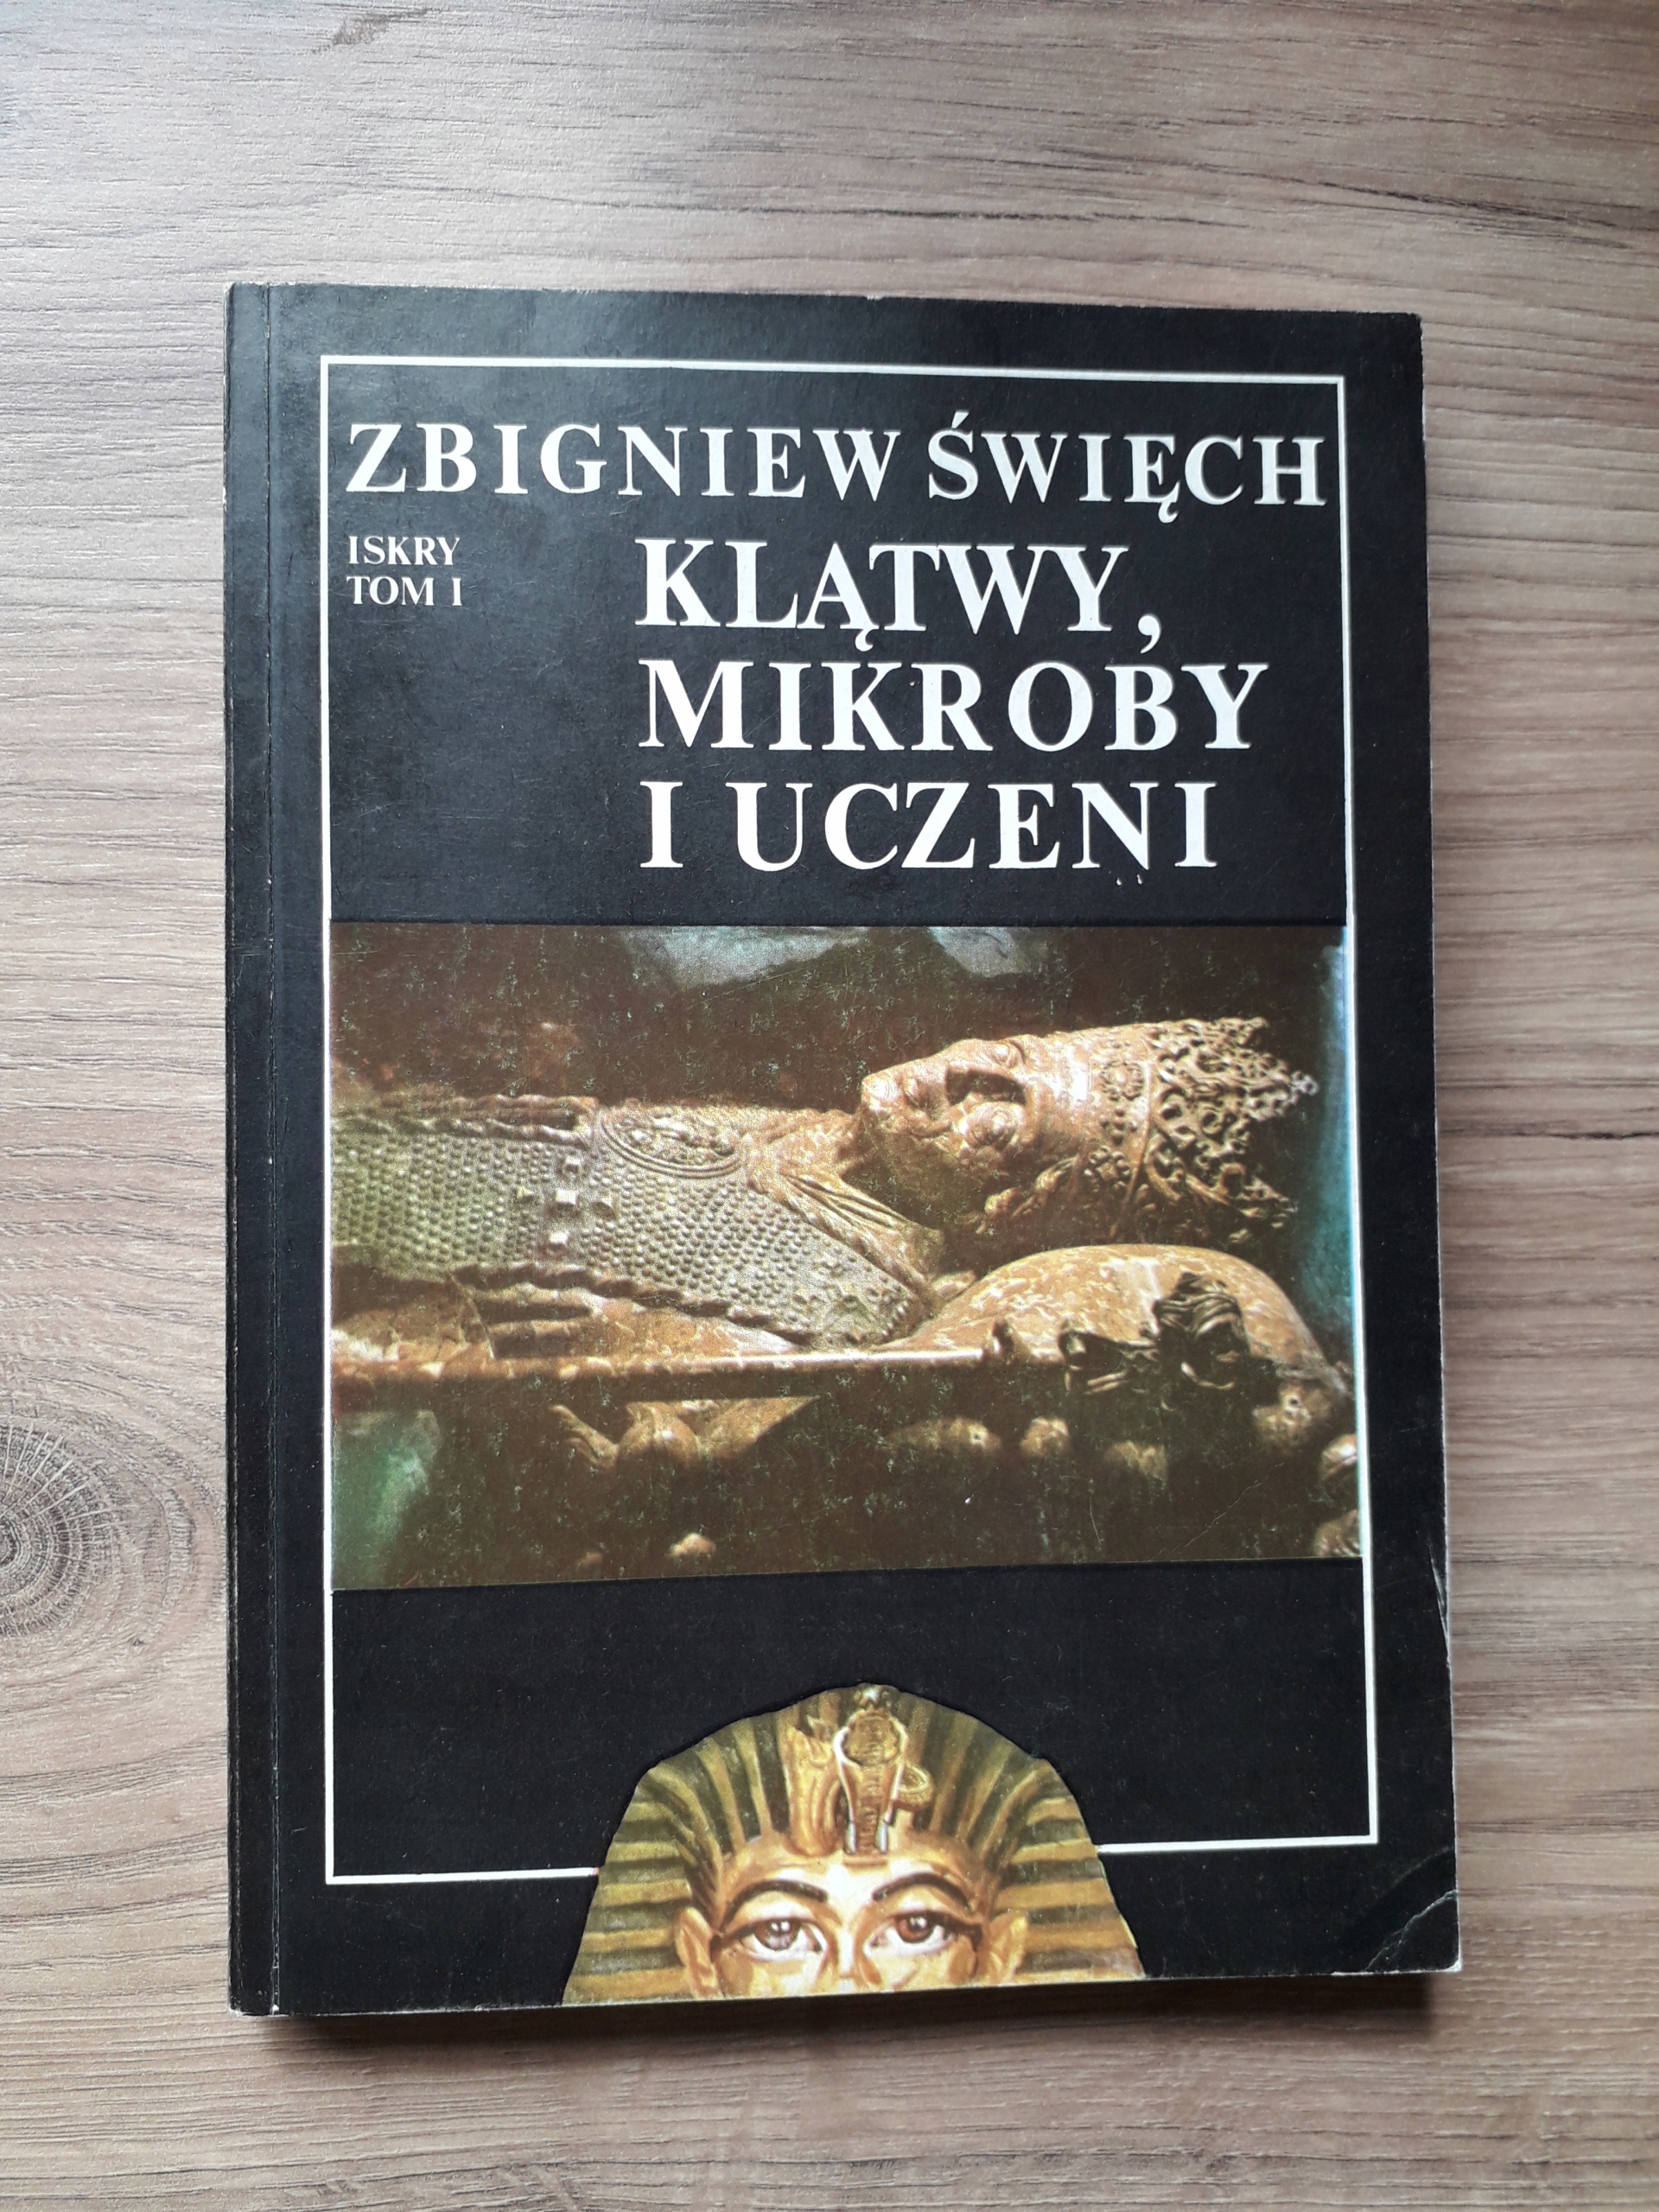 ZBIGNIEW ŚWIĘCH
ISKRY
TOM I
KLĄTWY,
MIKROBY
I UCZENI